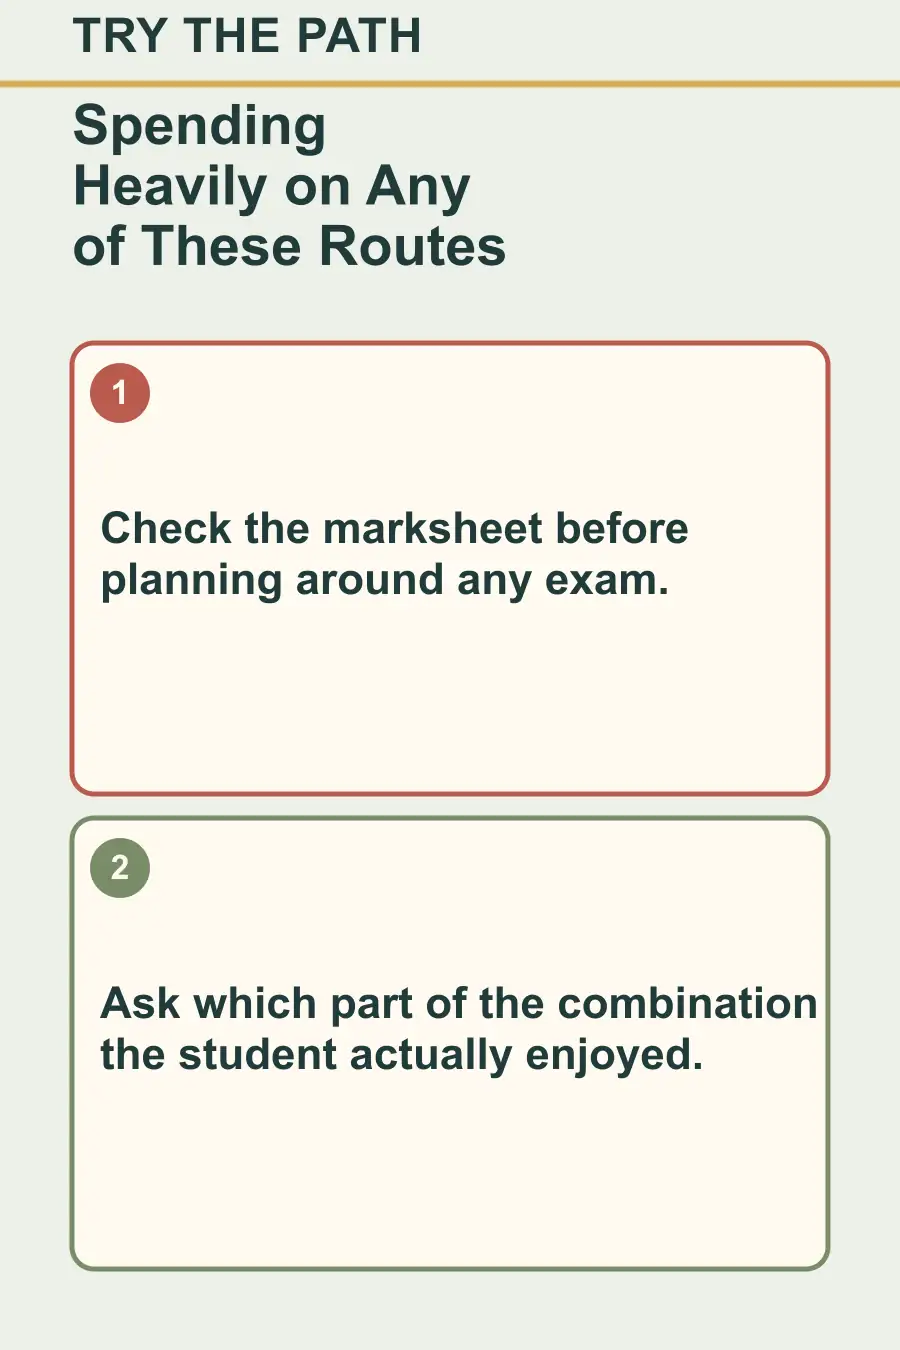 TRY THE PATH
Spending
Heavily on Any
of These Routes
1
Check the marksheet before
planning around any exam.
2
Ask which part of the combination
the student actually enjoyed.